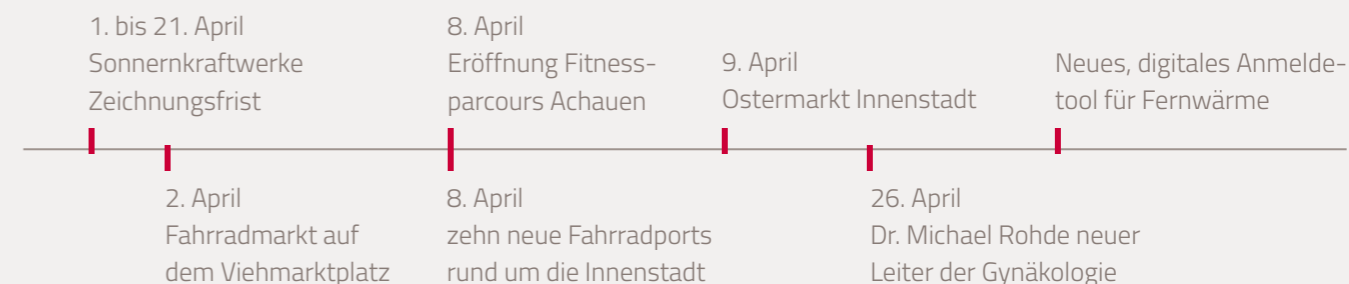 1. bis 21. April
Sonnernkraftwerke
Zeichnungsfrist
8. April
Eröffnung Fitness-
parcours Achauen
9. April
Ostermarkt Innenstadt
Neues, digitales Anmelde-
tool für Fernwärme
2. April
Fahrradmarkt auf
dem Viehmarktplatz
8. April
zehn neue Fahrradports
rund um die Innenstadt
26. April
Dr. Michael Rohde neuer
Leiter der Gynäkologie